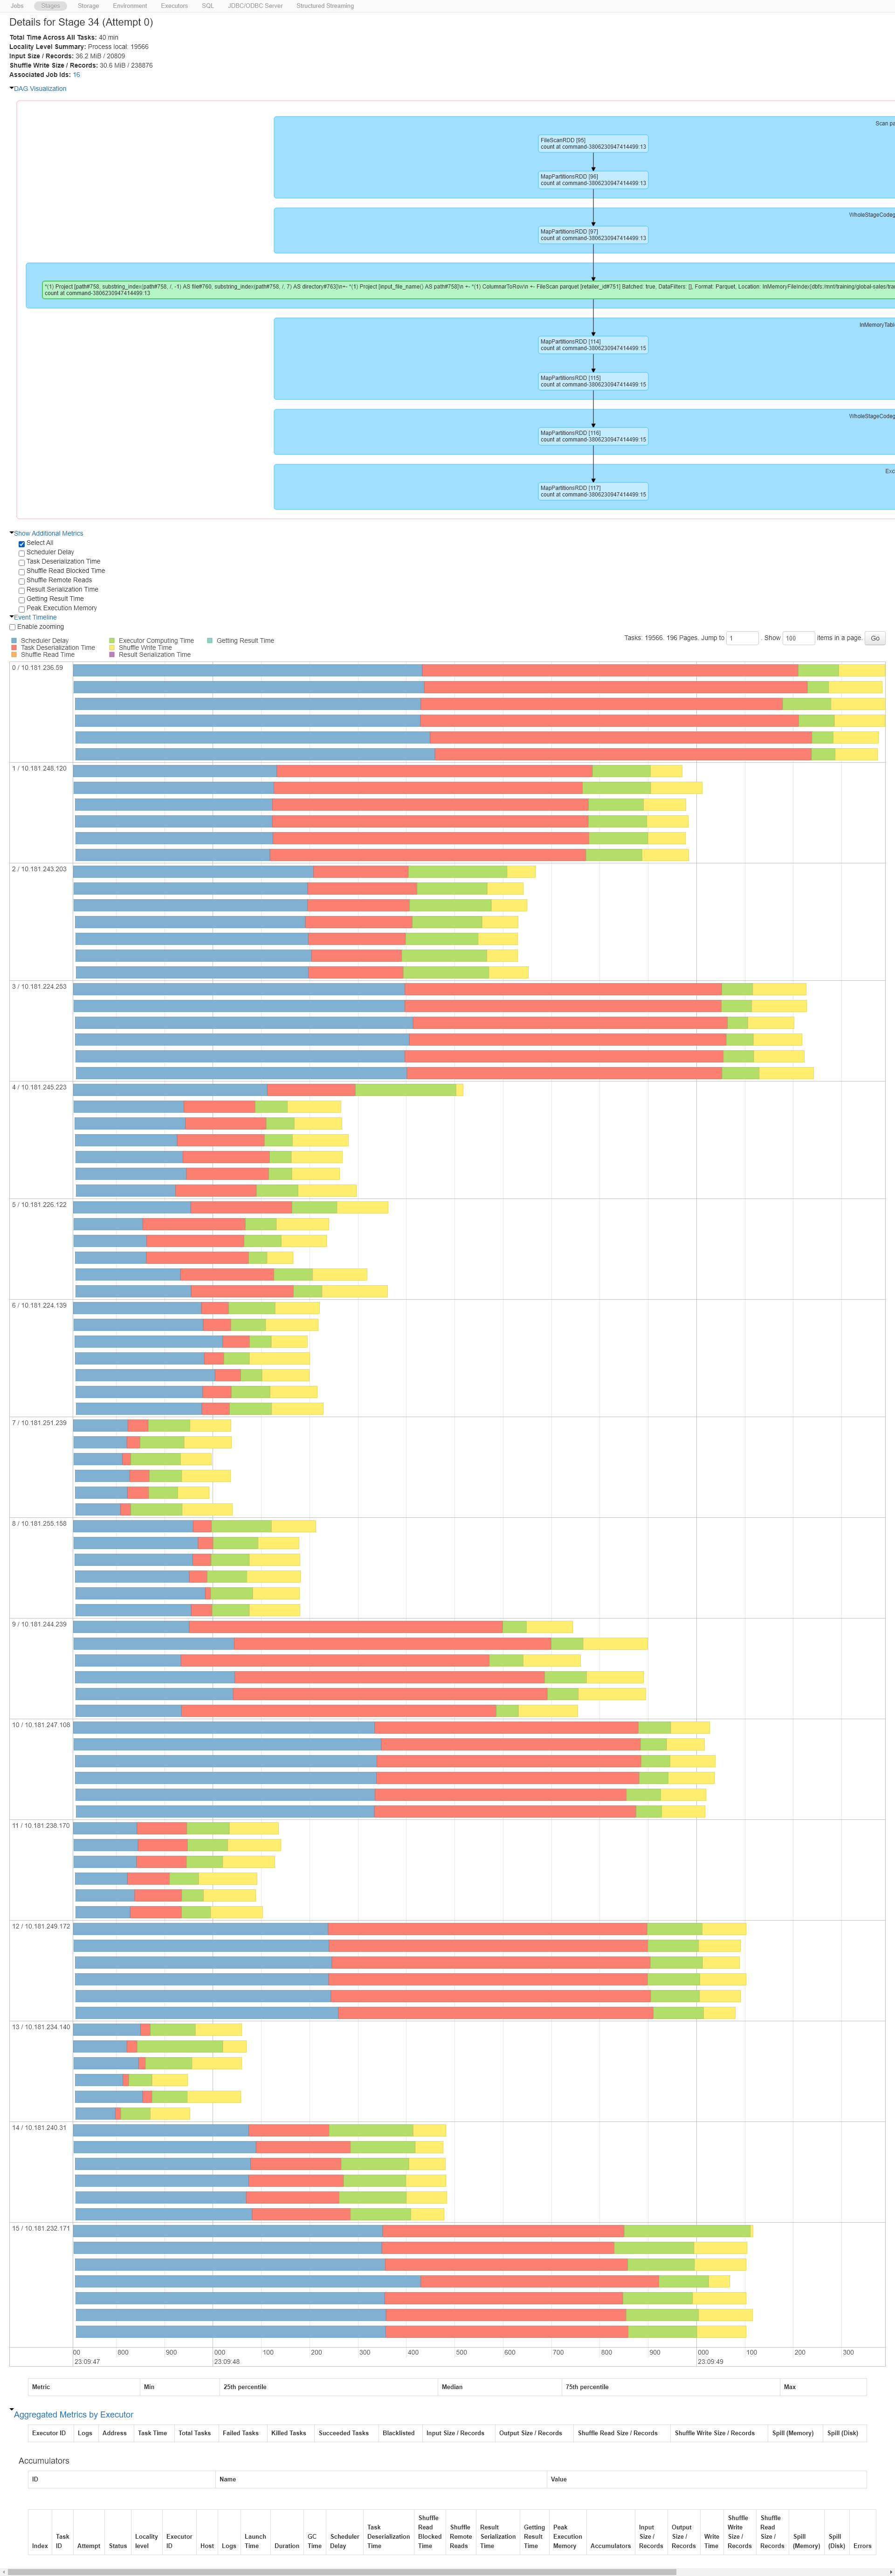 Jobs Stages Storage Environment Executors SQL JDBC/ODBC Server Structured Streaming
Details for Stage 34 (Attempt 0)
Total Time Across All Tasks: 40 min
Locality Level Summary: Process local: 19566
Input Size / Records: 36.2 MiB / 20809
Shuffle Write Size / Records: 30.6 MiB / 238876
Associated Job Ids: 16
DAG Visualization
Scan pa
FileScanRDD [95]
count at command-3806230947414499:13
MapPartitionsRDD [96]
count at command-3806230947414499:13
WholeStageCodeg
MapPartitionsRDD [97]
count at command-3806230947414499:13
*(1) Project [path#758, substring_index(path#758, /, -1) AS file#760, substring_index(path#758, /, 7) AS directory#763]\n+- *(1) Project [input_file_name() AS path#758]\n +- *(1) ColumnarToRow\n +- FileScan parquet [retailer_id#751] Batched: true, DataFilters: [], Format: Parquet, Location: InMemoryFileIndex[dbfs:/mnt/training/global-sales/tra
count at command-3806230947414499:13
InMemoryTabl
MapPartitionsRDD [114]
count at command-3806230947414499:15
MapPartitionsRDD [115]
count at command-3806230947414499:15
WholeStageCodeg
MapPartitionsRDD [116]
count at command-3806230947414499:15
Exc
MapPartitionsRDD [117]
count at command-3806230947414499:15
Show Additional Metrics
Select All
Scheduler Delay
Task Deserialization Time
Shuffle Read Blocked Time
Shuffle Remote Reads
Result Serialization Time
Getting Result Time
Peak Execution Memory
Event Timeline
Enable zooming
Tasks: 19566. 196 Pages. Jump to 1 Show 100 items in a page. Go
Scheduler Delay Executor Computing Time Getting Result Time
Task Deserialization Time Shuffle Write Time
Shuffle Read Time Result Serialization Time
0 / 10.181.236.59
1 / 10.181.248.120
2 / 10.181.243.203
3 / 10.181.224.253
4 / 10.181.245.223
5 / 10.181.226.122
6 / 10.181.224.139
7 / 10.181.251.239
8 / 10.181.255.158
9 / 10.181.244.239
10 / 10.181.247.108
11 / 10.181.238.170
12 / 10.181.249.172
13 / 10.181.234.140
14 / 10.181.240.31
15 / 10.181.232.171
00 800 900 000 100 200 300 400 500 600 700 800 900 000 100 200 300
23:09:47 23:09:48 23:09:49
Metric Min 25th percentile Median 75th percentile Max
Aggregated Metrics by Executor
Executor ID Logs Address Task Time Total Tasks Failed Tasks Killed Tasks Succeeded Tasks Blacklisted Input Size / Records Output Size / Records Shuffle Read Size / Records Shuffle Write Size / Records Spill (Memory) Spill (Disk)
Accumulators
ID Name Value
Index Task ID Attempt Status Locality level Executor ID Host Logs Launch Time Duration GC Time Scheduler Delay Task Deserialization Time Shuffle Read Blocked Time Shuffle Remote Reads Result Serialization Time Getting Result Time Peak Execution Memory Accumulators Input Size / Records Output Size / Records Write Time Shuffle Write Size / Records Shuffle Read Size / Records Spill (Memory) Spill (Disk) Errors